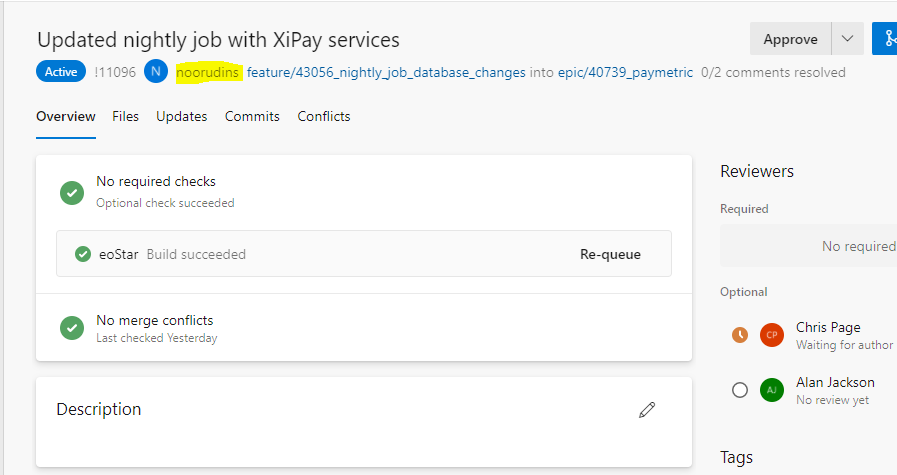 Updated nightly job with XiPay services
Approve
Active !11096 N noorudins feature/43056_nightly_job_database_changes into epic/40739_paymetric 0/2 comments resolved
Overview Files Updates Commits Conflicts
No required checks
Optional check succeeded
eoStar Build succeeded Re-queue
No merge conflicts
Last checked Yesterday
Description
Reviewers
Required
No required
Optional
CP Chris Page
Waiting for author
AJ Alan Jackson
No review yet
Tags